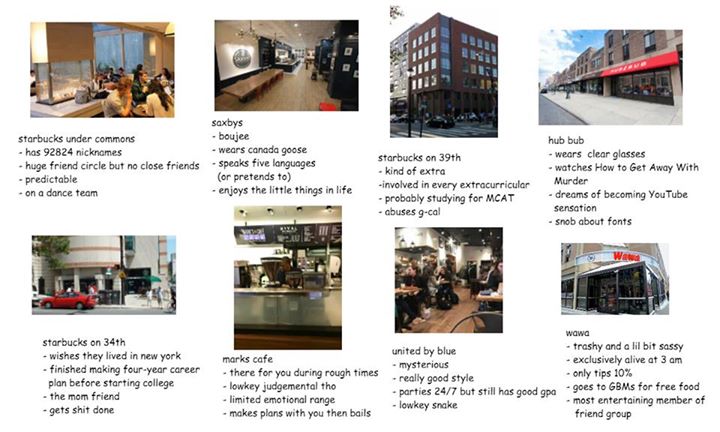 starbucks under commons
- has 92824 nicknames
- huge friend circle but no close friends
- predictable
- on a dance team
saxbys
- boujee
- wears canada goose
- speaks five languages
(or pretends to)
- enjoys the little things in life
starbucks on 39th
- kind of extra
-involved in every extracurricular
- probably studying for MCAT
- abuses g-cal
HUBBUB
hub bub
- wears clear glasses
- watches How to Get Away With
Murder
- dreams of becoming YouTube
sensation
- snob about fonts
starbucks on 34th
- wishes they lived in new york
- finished making four-year career
plan before starting college
- the mom friend
- gets shit done
marks cafe
- there for you during rough times
- lowkey judgemental tho
- limited emotional range
- makes plans with you then bails
united by blue
- mysterious
- really good style
- parties 24/7 but still has good gpa
- lowkey snake
Wawa
wawa
- trashy and a lil bit sassy
- exclusively alive at 3 am
- only tips 10%
- goes to GBMs for free food
- most entertaining member of
friend group